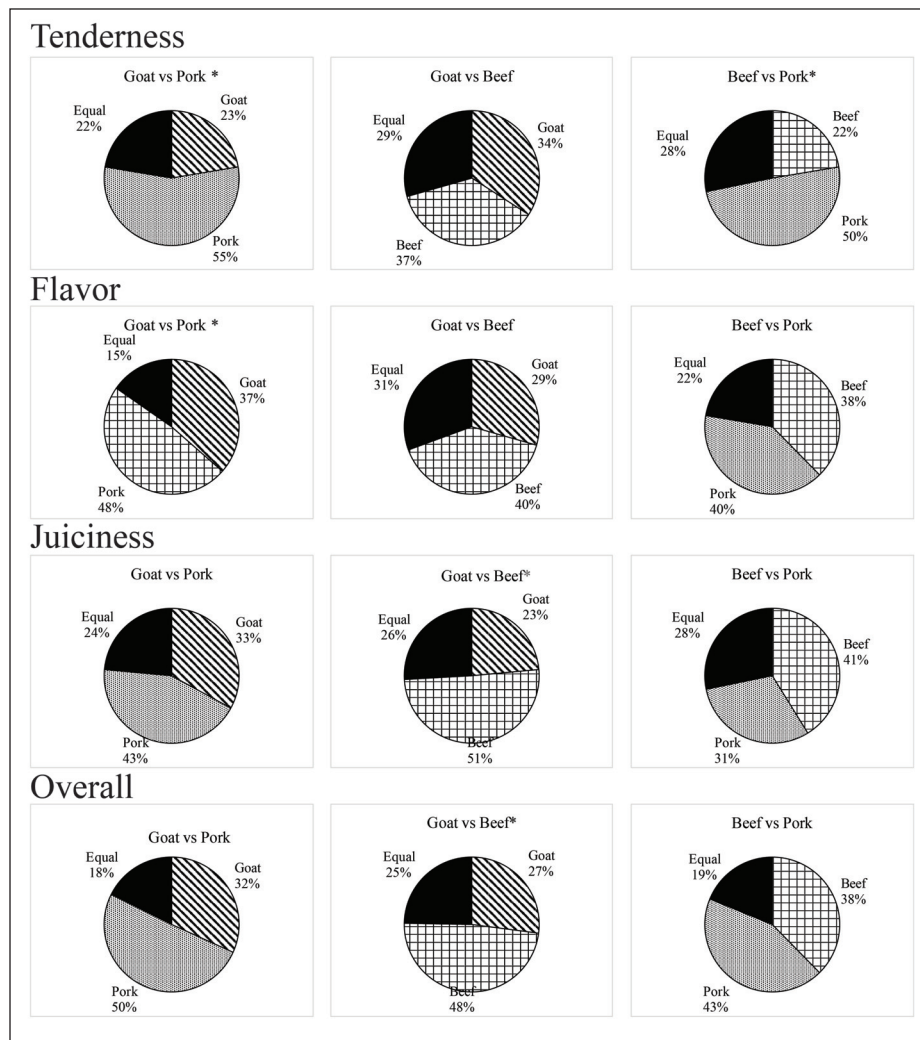 Tenderness
Goat vs Pork *
Equal
22%
Goat
23%
Pork
55%
Goat vs Beef
Equal
29%
Goat
34%
Beef
37%
Beef vs Pork*
Equal
28%
Beef
22%
Pork
50%
Flavor
Goat vs Pork *
Equal
15%
Goat
37%
Pork
48%
Goat vs Beef
Equal
31%
Goat
29%
Beef
40%
Beef vs Pork
Equal
22%
Beef
38%
Pork
40%
Juiciness
Goat vs Pork
Equal
24%
Goat
33%
Pork
43%
Goat vs Beef*
Equal
26%
Goat
23%
Beef
51%
Beef vs Pork
Equal
28%
Beef
41%
Pork
31%
Overall
Goat vs Pork
Equal
18%
Goat
32%
Pork
50%
Goat vs Beef*
Equal
25%
Goat
27%
Beef
48%
Beef vs Pork
Equal
19%
Beef
38%
Pork
43%